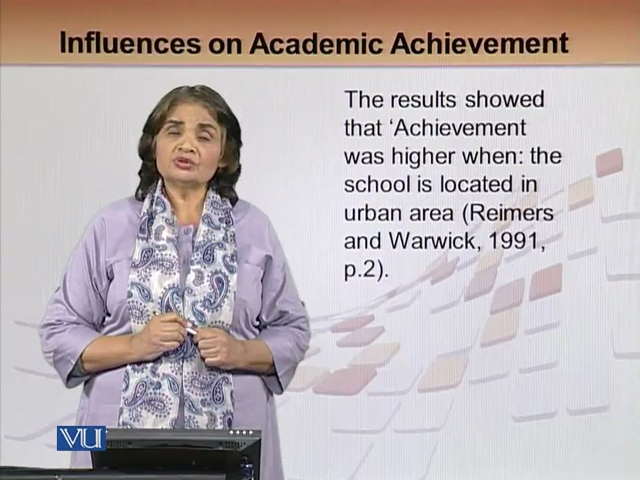 Influences on Academic Achievement
The results showed
that ‘Achievement
was higher when: the
school is located in
urban area (Reimers
and Warwick, 1991,
p.2).
VU